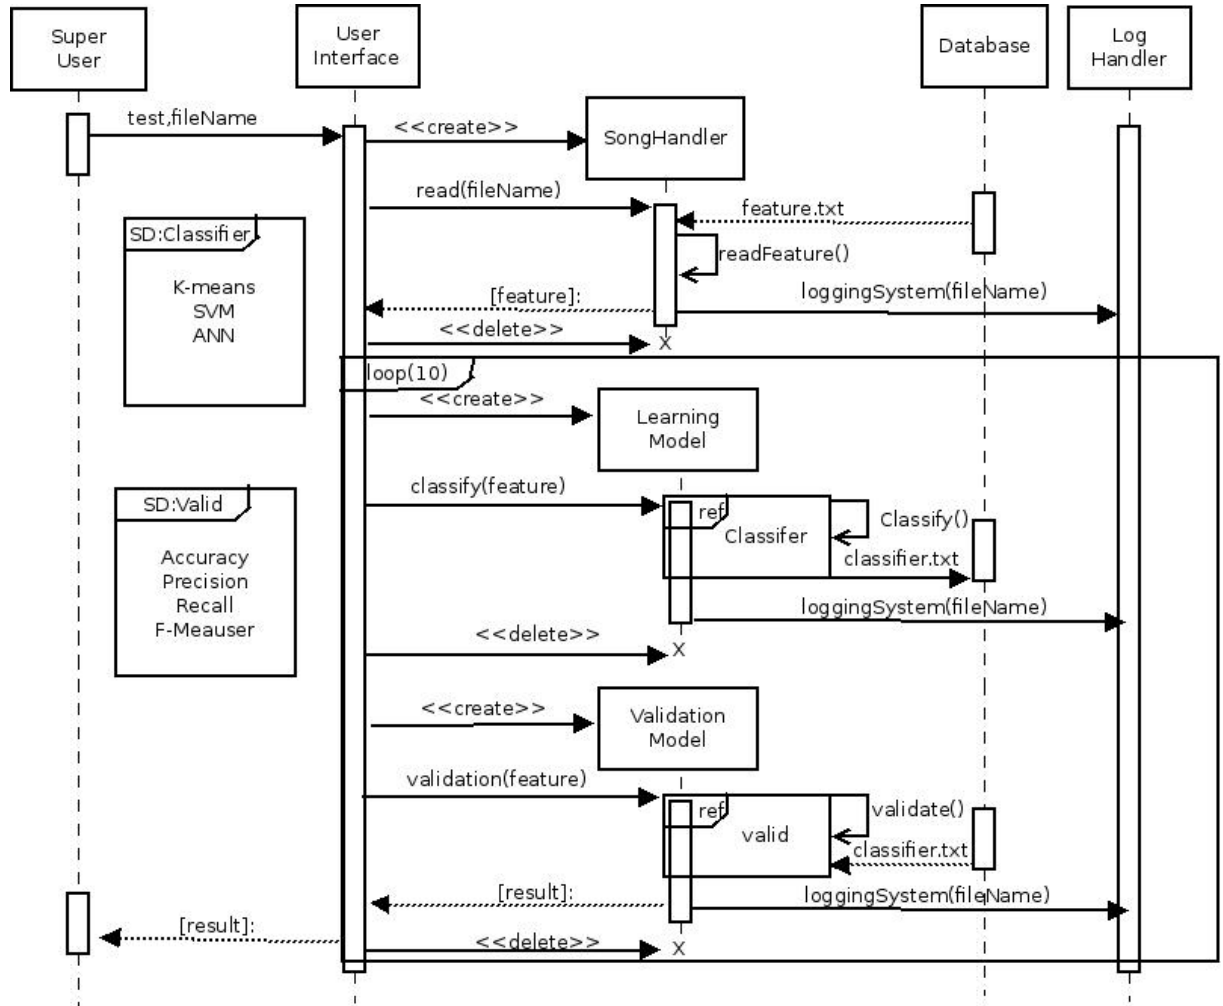 Super
User
User
Interface
Database
Log
Handler
test,fileName
<<create>>
SongHandler
read(fileName)
feature.txt
SD:Classifier
readFeature()
K-means
SVM
ANN
[feature]:
loggingSystem(fileName)
<<delete>>
X
loop(10)
<<create>>
Learning
Model
classify(feature)
SD:Valid
ref
Classifer
Classify()
classifier.txt
Accuracy
Precision
Recall
F-Meauser
loggingSystem(fileName)
<<delete>>
X
<<create>>
Validation
Model
validation(feature)
ref
valid
validate()
classifier.txt
[result]:
loggingSystem(fileName)
[result]:
<<delete>>
X